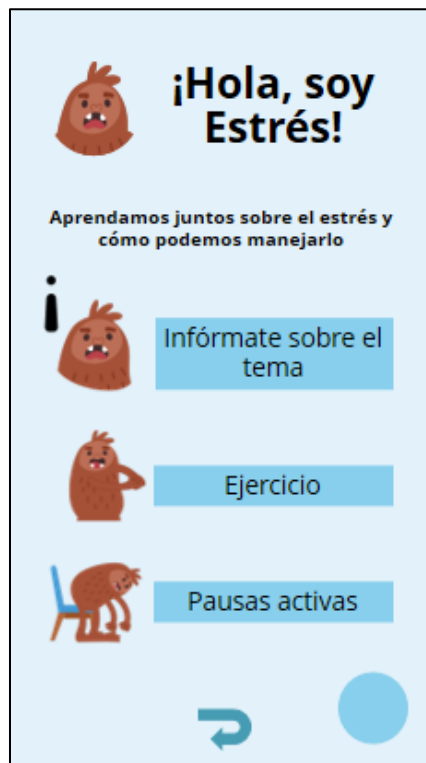 ¡Hola, soy
Estrés!
Aprendamos juntos sobre el estrés y
cómo podemos manejarlo
¡
Infórmate sobre el
tema
Ejercicio
Pausas activas